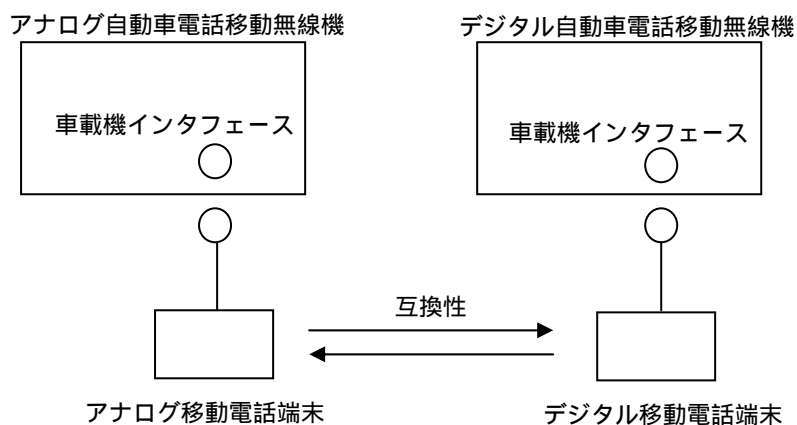 アナログ自動車電話移動無線機
デジタル自動車電話移動無線機
車載機インタフェース
車載機インタフェース
互換性
アナログ移動電話端末
デジタル移動電話端末